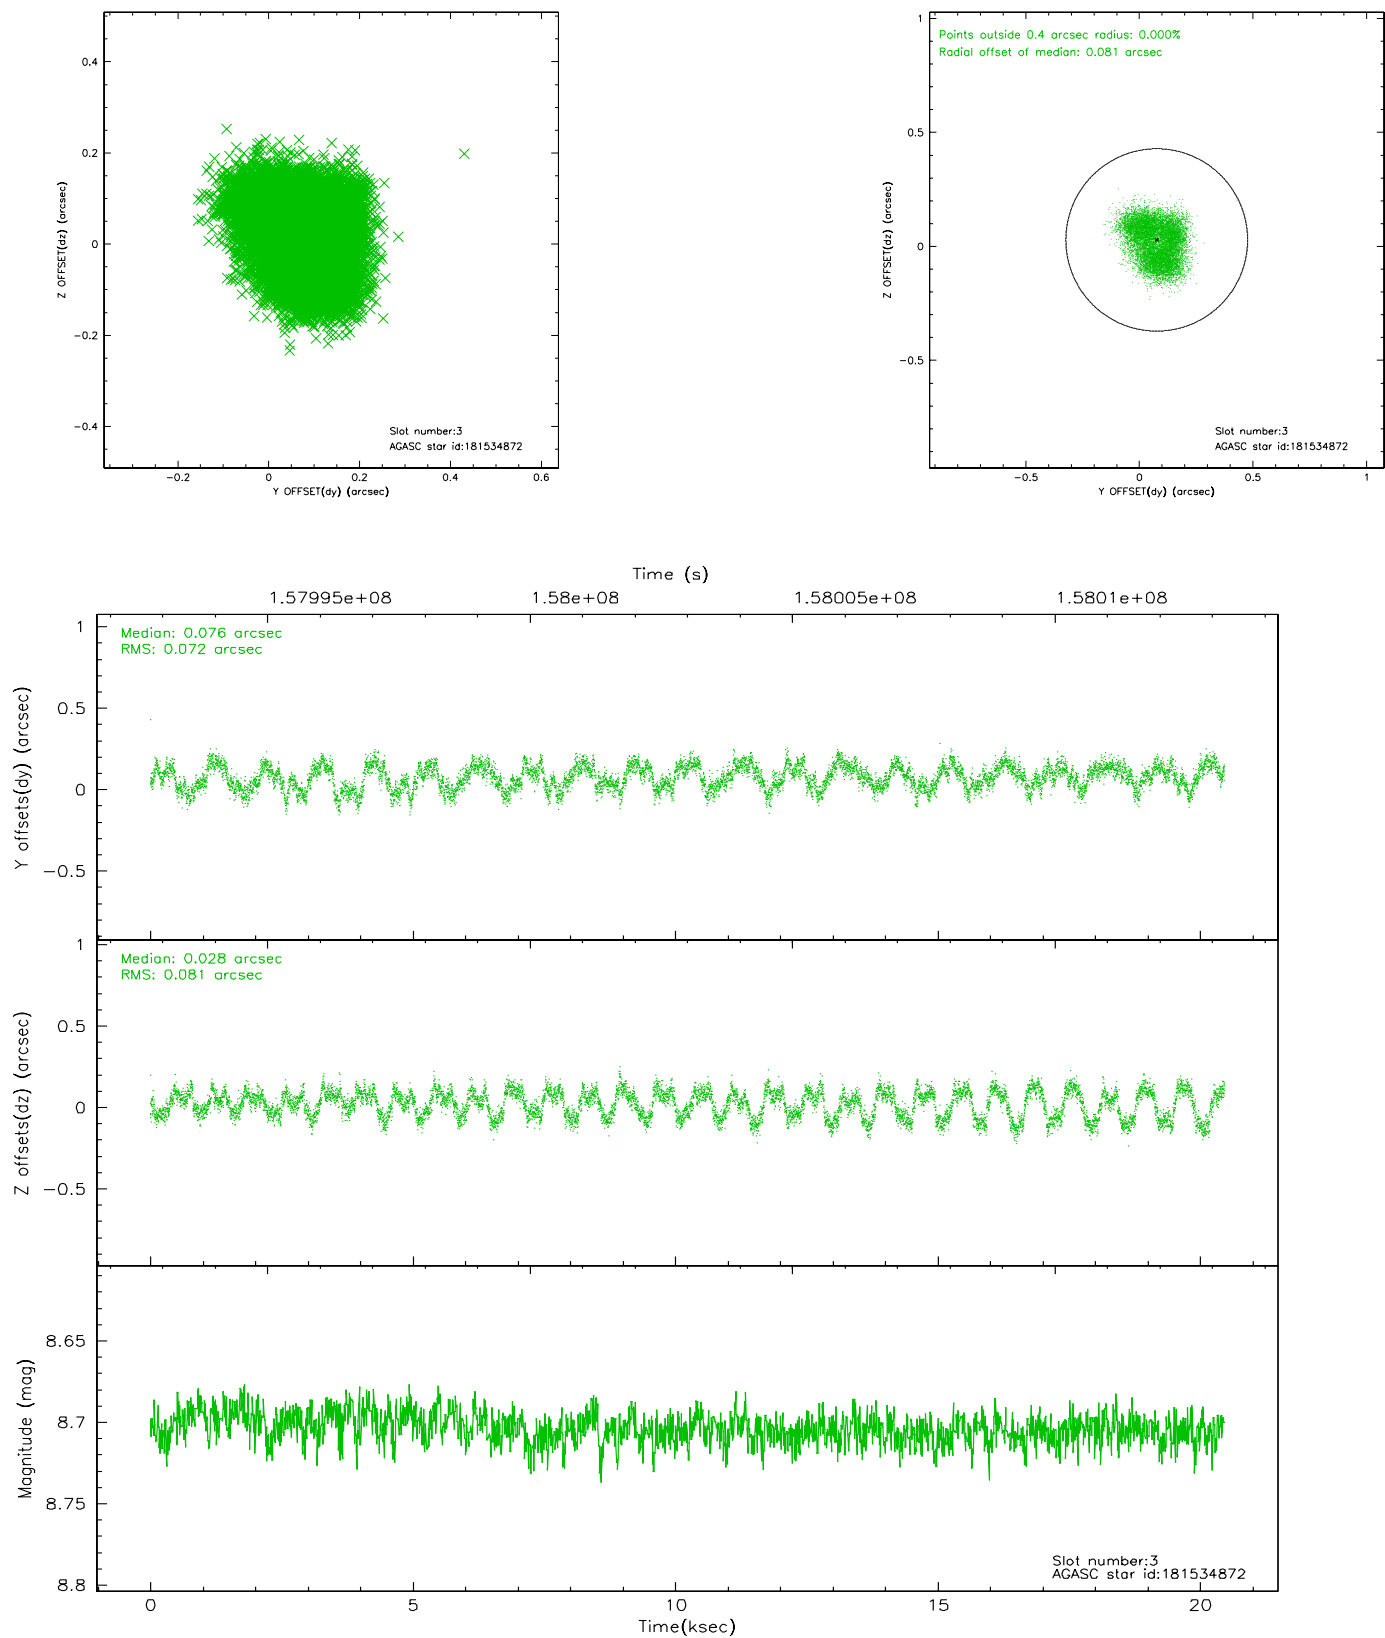 0.4
0.2
0
−0.2
−0.4
Z OFFSET(dz) (arcsec)
Slot number:3
AGASC star id:181534872
−0.2 0 0.2 0.4 0.6
Y OFFSET(dy) (arcsec)
Points outside 0.4 arcsec radius: 0.000%
Radial offset of median: 0.081 arcsec
1
0.5
0
−0.5
Z OFFSET(dz) (arcsec)
Slot number:3
AGASC star id:181534872
−0.5 0 0.5 1
Y OFFSET(dy) (arcsec)
Time (s)
1.57995e+08 1.58e+08 1.58005e+08 1.5801e+08
Median: 0.076 arcsec
RMS: 0.072 arcsec
1
0.5
0
−0.5
Y offsets(dy) (arcsec)
Median: 0.028 arcsec
RMS: 0.081 arcsec
1
0.5
0
−0.5
Z offsets(dz) (arcsec)
8.65
8.7
8.75
8.8
Magnitude (mag)
Slot number:3
AGASC star id:181534872
0 5 10 15 20
Time(ksec)